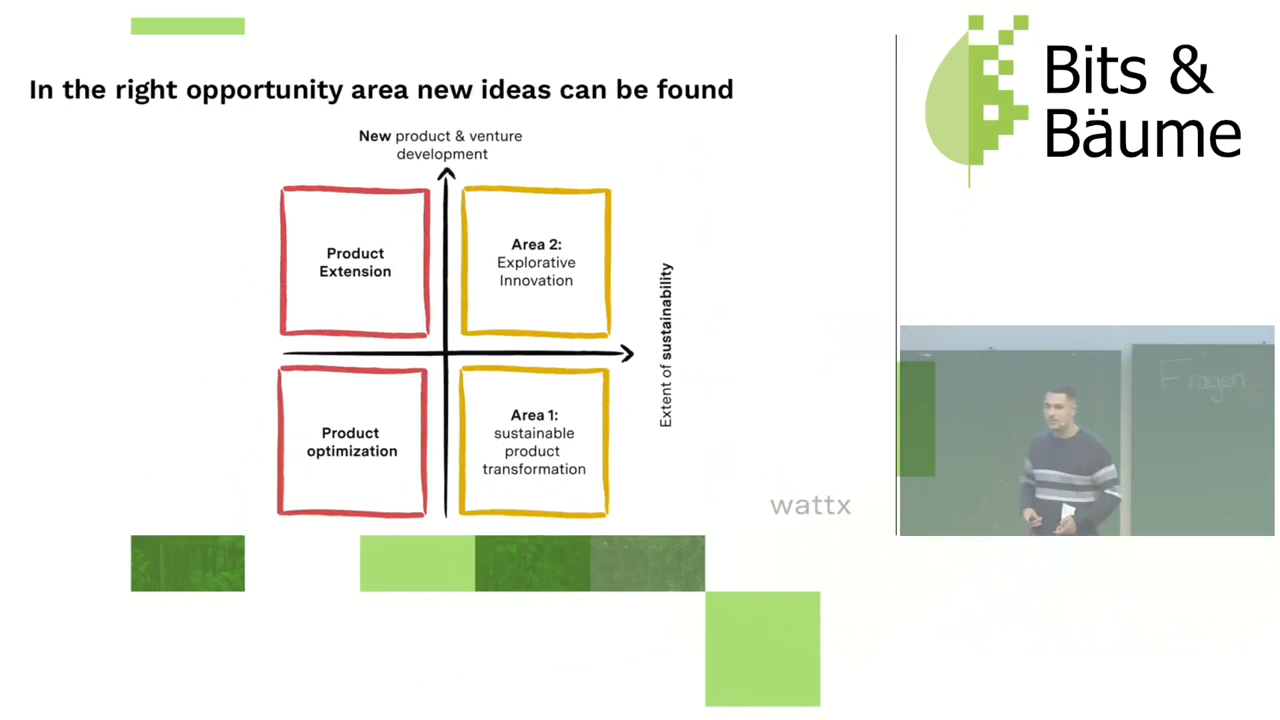 In the right opportunity area new ideas can be found
New product & venture
development
Product
Extension
Area 2:
Explorative
Innovation
Extent of sustainability
Product
optimization
Area 1:
sustainable
product
transformation
wattx
Bits &
Bäume
Fragen